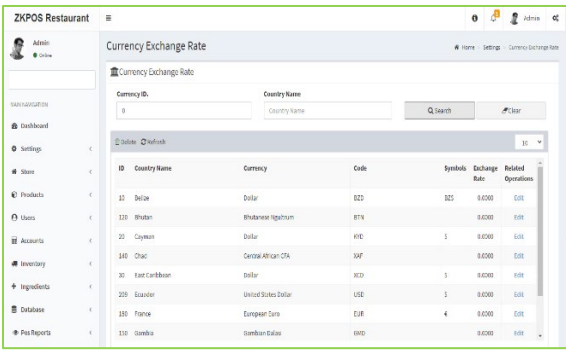 ZKPOS Restaurant
Admin
Admin
Online
Currency Exchange Rate
Home - Settings - Currency Exchange Rate
Currency Exchange Rate
MAIN NAVIGATION
Dashboard
Settings
Store
Products
Users
Accounts
Inventory
Ingredients
Database
Pos Reports
Currency ID. Country Name
0 Country Name Search Clear
Delete Refresh 10
ID Country Name Currency Code Symbols Exchange Rate Related Operations
10 Belize Dollar BZD BZ$ 0.0000 Edit
120 Bhutan Bhutanese Ngultrum BTN 0.0000 Edit
20 Cayman Dollar KYD $ 0.0000 Edit
140 Chad Central African CFA XAF 0.0000 Edit
30 East Caribbean Dollar XCD $ 0.0000 Edit
209 Ecuador United States Dollar USD $ 0.0000 Edit
180 France European Euro EUR € 0.0000 Edit
150 Gambia Gambian Dalasi GMD 0.0000 Edit